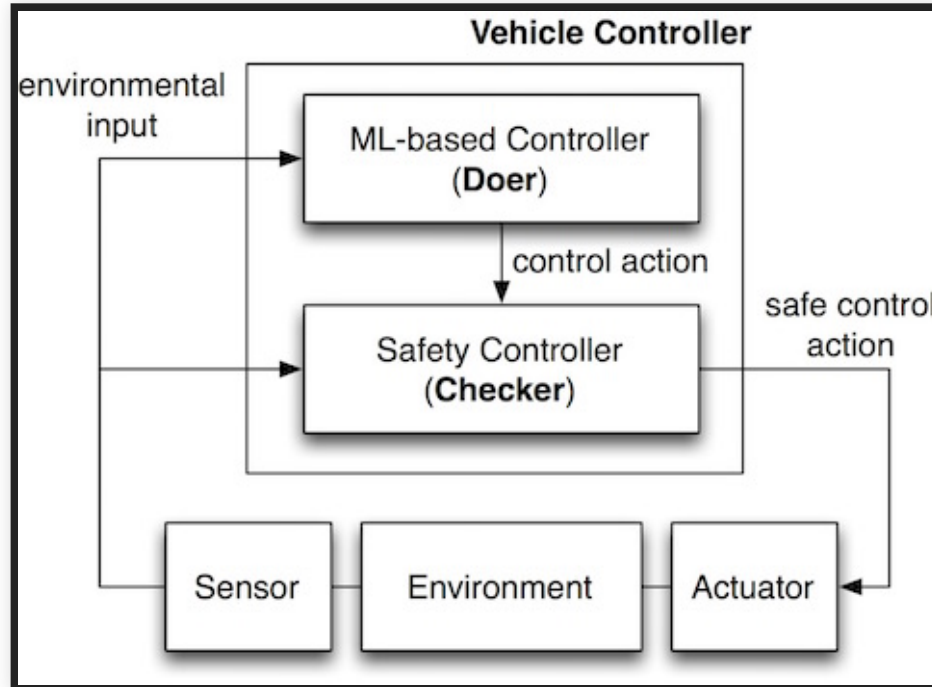 Vehicle Controller
environmental
input
ML-based Controller
(Doer)
control action
safe control
action
Safety Controller
(Checker)
Sensor
Environment
Actuator